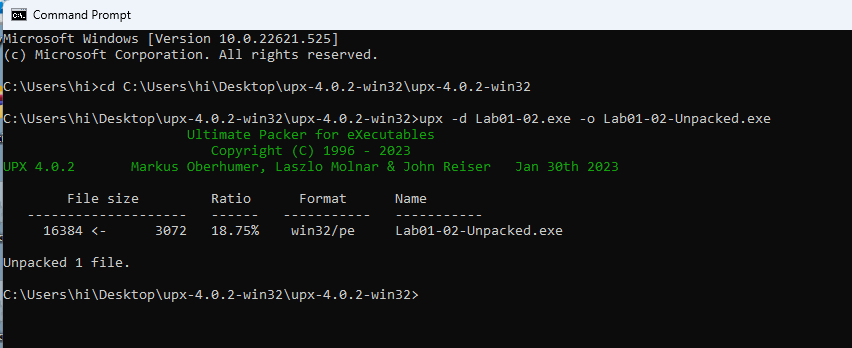 Command Prompt
Microsoft Windows [Version 10.0.22621.525]
(c) Microsoft Corporation. All rights reserved.
C:\Users\hi>cd C:\Users\hi\Desktop\upx-4.0.2-win32\upx-4.0.2-win32
C:\Users\hi\Desktop\upx-4.0.2-win32\upx-4.0.2-win32>upx -d Lab01-02.exe -o Lab01-02-Unpacked.exe
Ultimate Packer for eXecutables
Copyright (C) 1996 - 2023
UPX 4.0.2 Markus Oberhumer, Laszlo Molnar & John Reiser Jan 30th 2023
File size Ratio Format Name
-------------------- ------ ----------- -----------
16384 <- 3072 18.75% win32/pe Lab01-02-Unpacked.exe
Unpacked 1 file.
C:\Users\hi\Desktop\upx-4.0.2-win32\upx-4.0.2-win32>